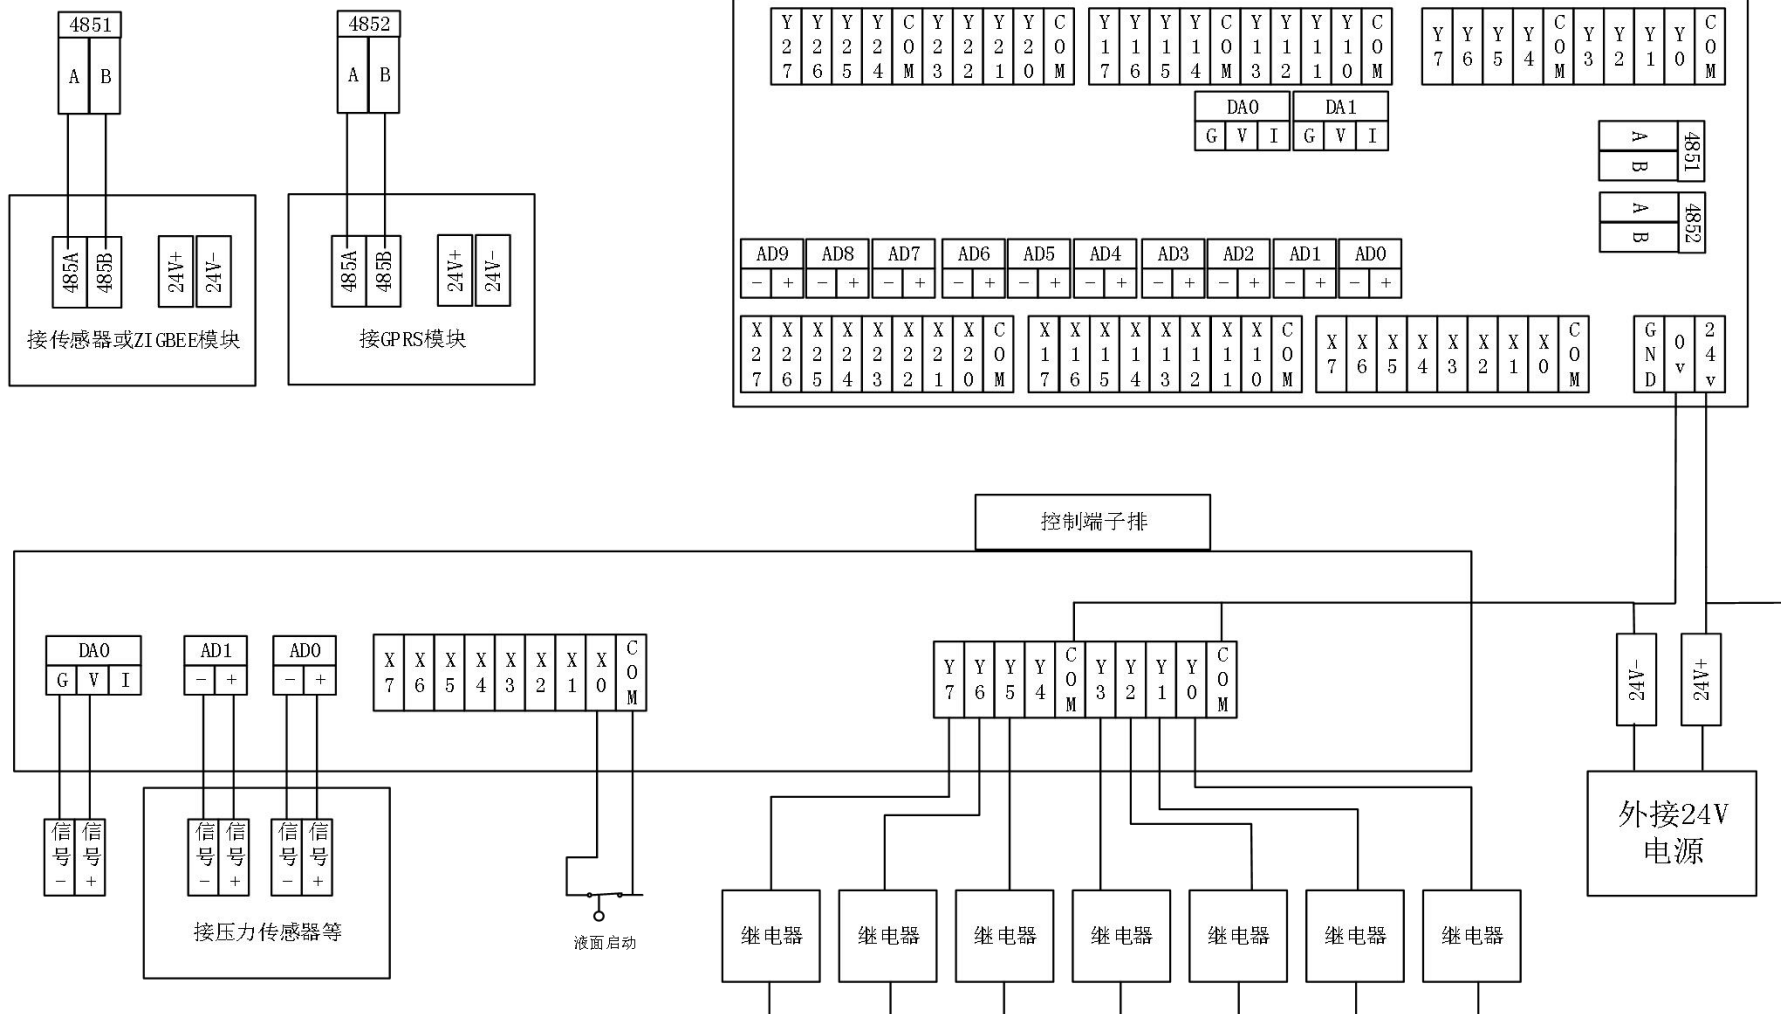 4851
A B
485A 485B 24V+ 24V-
接传感器或ZIGBEE模块
4852
A B
485A 485B 24V+ 24V-
接GPRS模块
Y27 Y26 Y25 Y24 COM Y23 Y22 Y21 Y20 COM
Y17 Y16 Y15 Y14 COM Y13 Y12 Y11 Y10 COM
Y7 Y6 Y5 Y4 COM Y3 Y2 Y1 Y0 COM
DA0 DA1
G V I G V I
4851
A
B
4852
A
B
AD9 AD8 AD7 AD6 AD5 AD4 AD3 AD2 AD1 AD0
- + - + - + - + - + - + - + - + - + - +
X27 X26 X25 X24 X23 X22 X21 X20 COM
X17 X16 X15 X14 X13 X12 X11 X10 COM
X7 X6 X5 X4 X3 X2 X1 X0 COM
GND 0v 24v
控制端子排
DA0
G V I
AD1
- +
AD0
- +
X7 X6 X5 X4 X3 X2 X1 X0 COM
Y7 Y6 Y5 Y4 COM Y3 Y2 Y1 Y0 COM
24V- 24V+
外接24V
电源
信号- 信号+
信号- 信号+ 信号- 信号+
接压力传感器等
液面启动
继电器 继电器 继电器 继电器 继电器 继电器 继电器